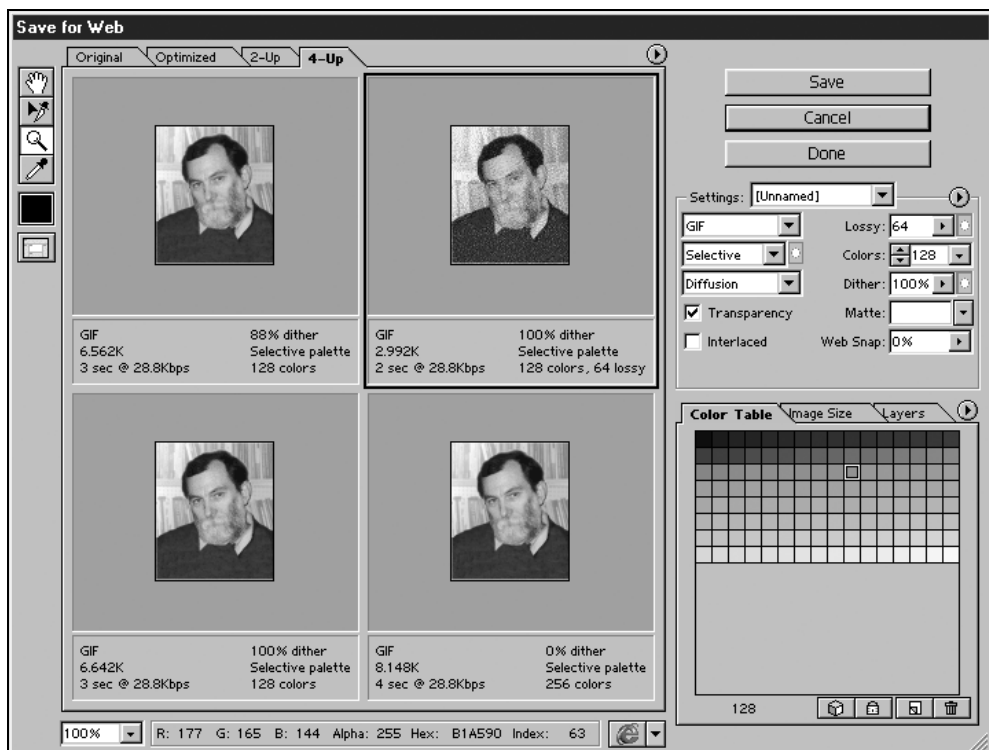 Save for Web
Original Optimized 2-Up 4-Up
Save
Cancel
Done
Settings: [Unnamed]
GIF Lossy: 64
Selective Colors: 128
Diffusion Dither: 100%
Transparency Matte:
Interlaced Web Snap: 0%
GIF 88% dither
6.562K Selective palette
3 sec @ 28.8Kbps 128 colors
GIF 100% dither
2.992K Selective palette
2 sec @ 28.8Kbps 128 colors, 64 lossy
Color Table Image Size Layers
GIF 100% dither
6.642K Selective palette
3 sec @ 28.8Kbps 128 colors
GIF 0% dither
8.148K Selective palette
4 sec @ 28.8Kbps 256 colors
128
100% R: 177 G: 165 B: 144 Alpha: 255 Hex: B1A590 Index: 63